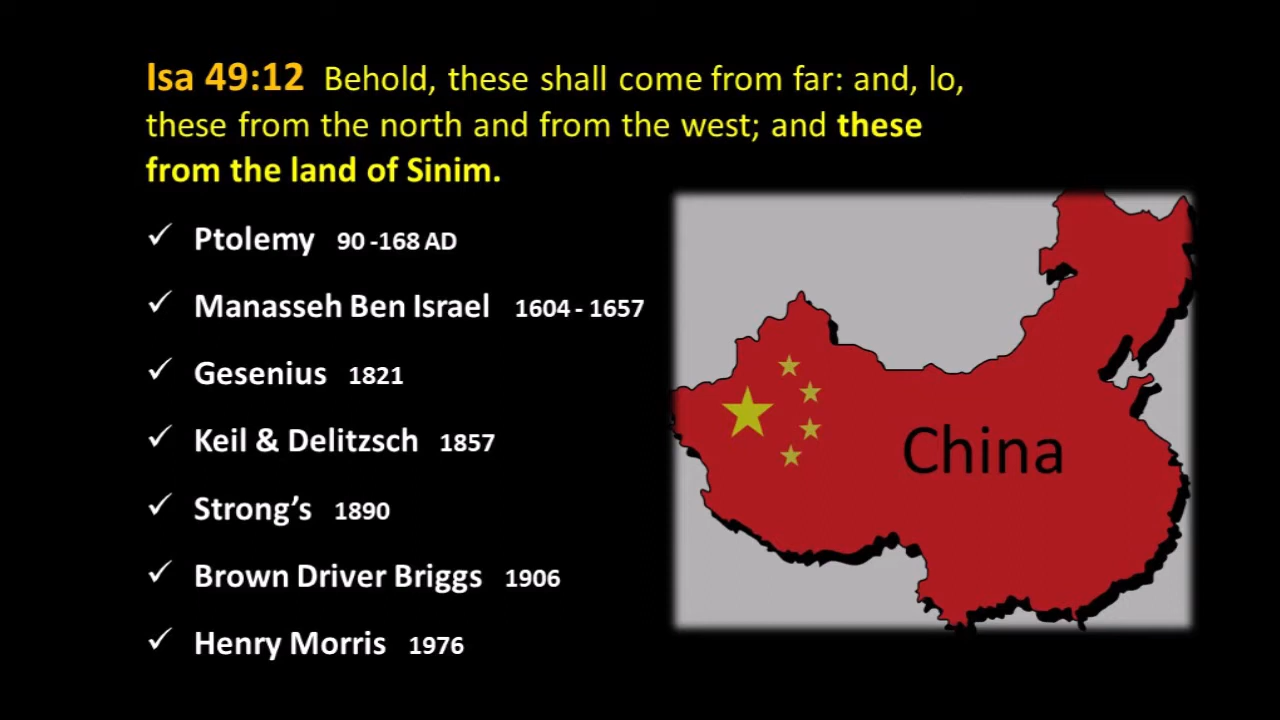 Isa 49:12 Behold, these shall come from far: and, lo,
these from the north and from the west; and these
from the land of Sinim.
✓ Ptolemy 90 -168 AD
✓ Manasseh Ben Israel 1604 - 1657
✓ Gesenius 1821
✓ Keil & Delitzsch 1857
✓ Strong’s 1890
✓ Brown Driver Briggs 1906
✓ Henry Morris 1976
China